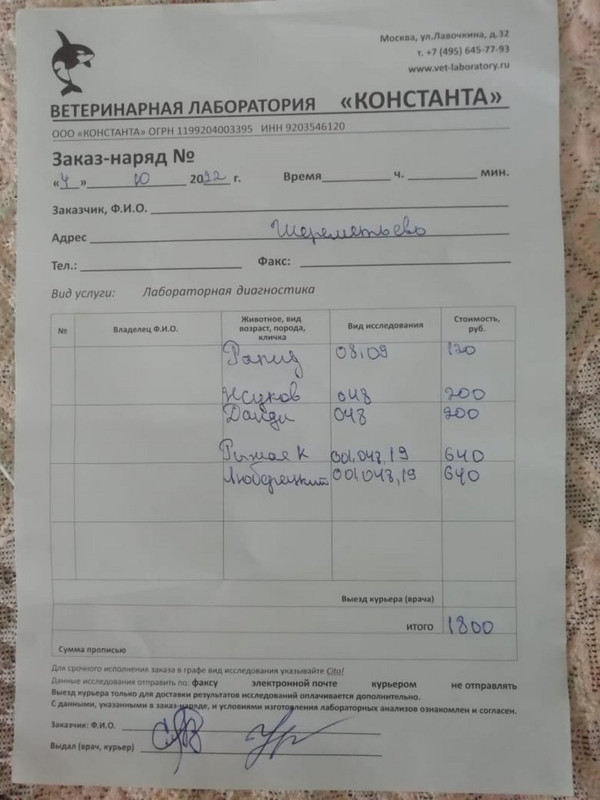 Москва, ул.Лавочкина, д.32
т. +7 (495) 645-77-93
www.vet-laboratory.ru
ВЕТЕРИНАРНАЯ ЛАБОРАТОРИЯ «КОНСТАНТА»
ООО «КОНСТАНТА» ОГРН 1199204003395 ИНН 9203546120
Заказ-наряд №
«4» 10 2022 г. Время ч. мин.
Заказчик, Ф.И.О.
Адрес Шереметьево
Тел.: Факс:
Вид услуги: Лабораторная диагностика
№ Владелец Ф.И.О. Животное, вид возраст, порода, кличка Вид исследования Стоимость, руб.
Рапид 08,09 120
Жуков 048 200
Дайди 048 200
Рыжая К 001,048,19 640
Люберецкий 001,048,19 640
Выезд курьера (врача)
ИТОГО 1800
Сумма прописью
Для срочного исполнения заказа в графе вид исследования указывайте Cito!
Данные исследования отправить по: факсу электронной почте курьером не отправлять
Выезд курьера только для доставки результатов исследований оплачивается дополнительно.
С данными, указанными в заказ-наряде, и условиями изготовления лабораторных анализов ознакомлен и согласен.
Заказчик: Ф.И.О.
Выдал (врач, курьер)